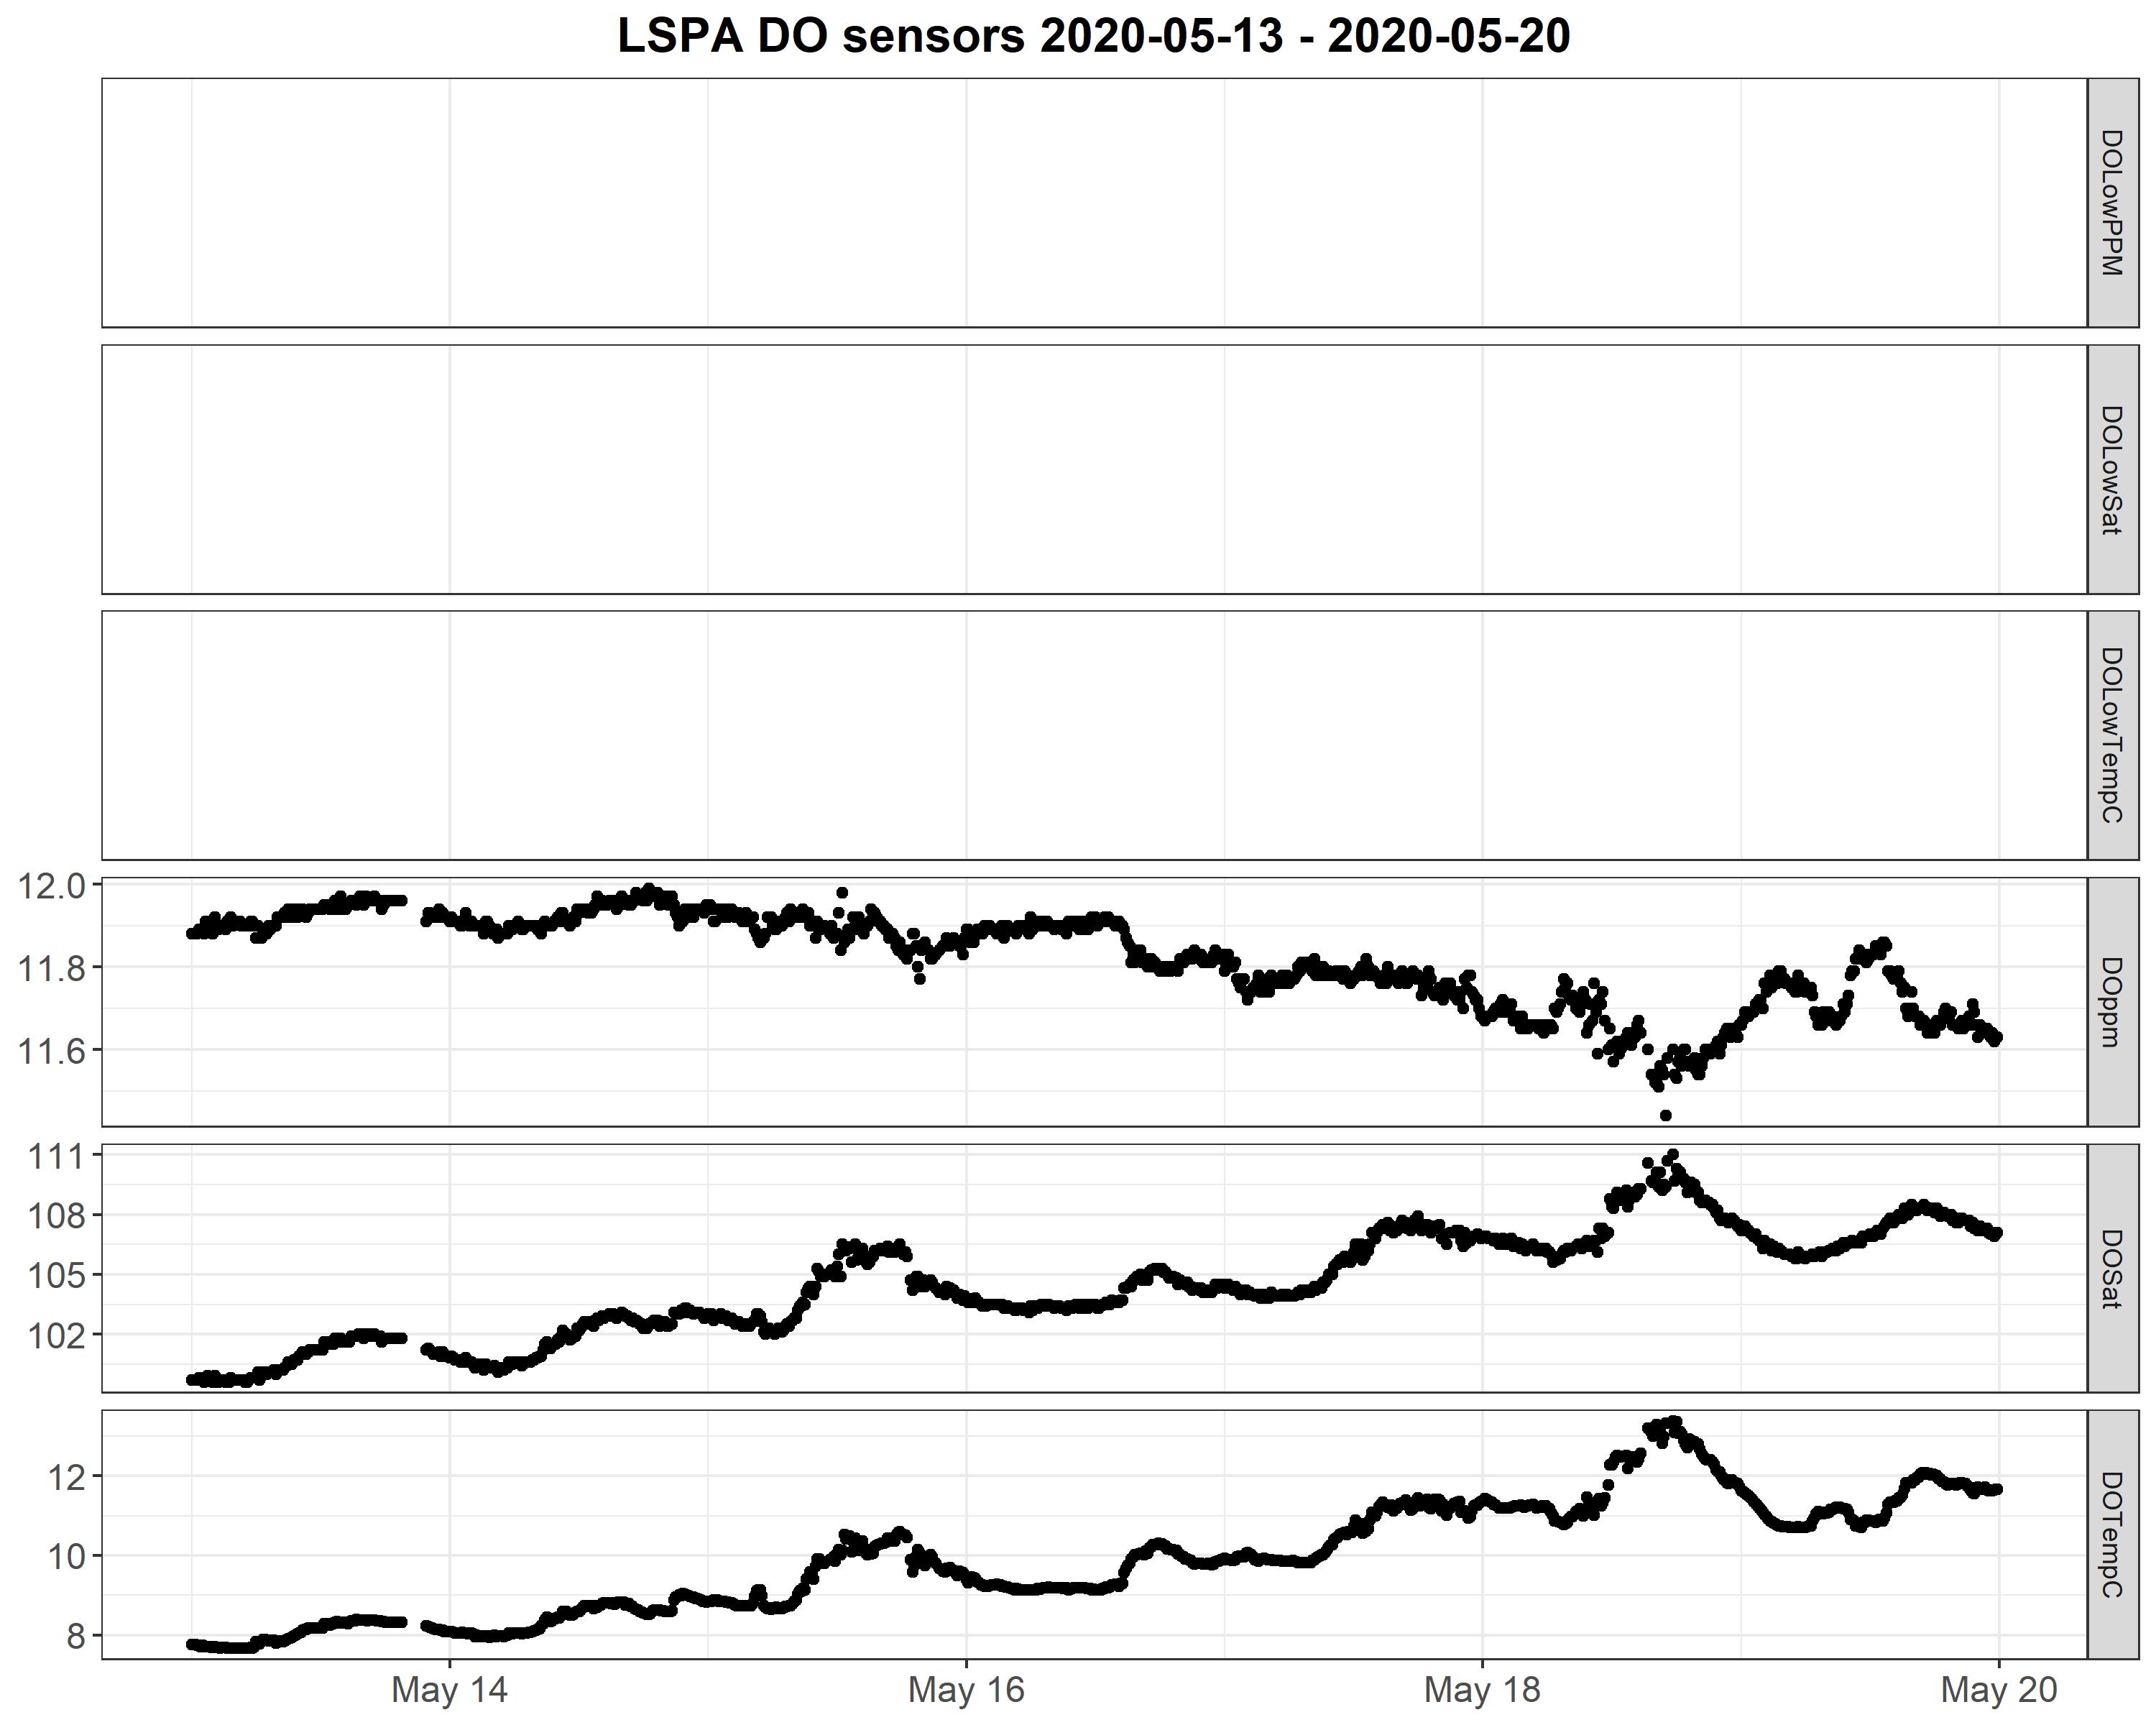 LSPA DO sensors 2020-05-13 - 2020-05-20
DOLowPPM
DOLowSat
DOLowTempC
12.0
11.8
11.6
DOppm
111
108
105
102
DOSat
12
10
8
DOTempC
May 14
May 16
May 18
May 20